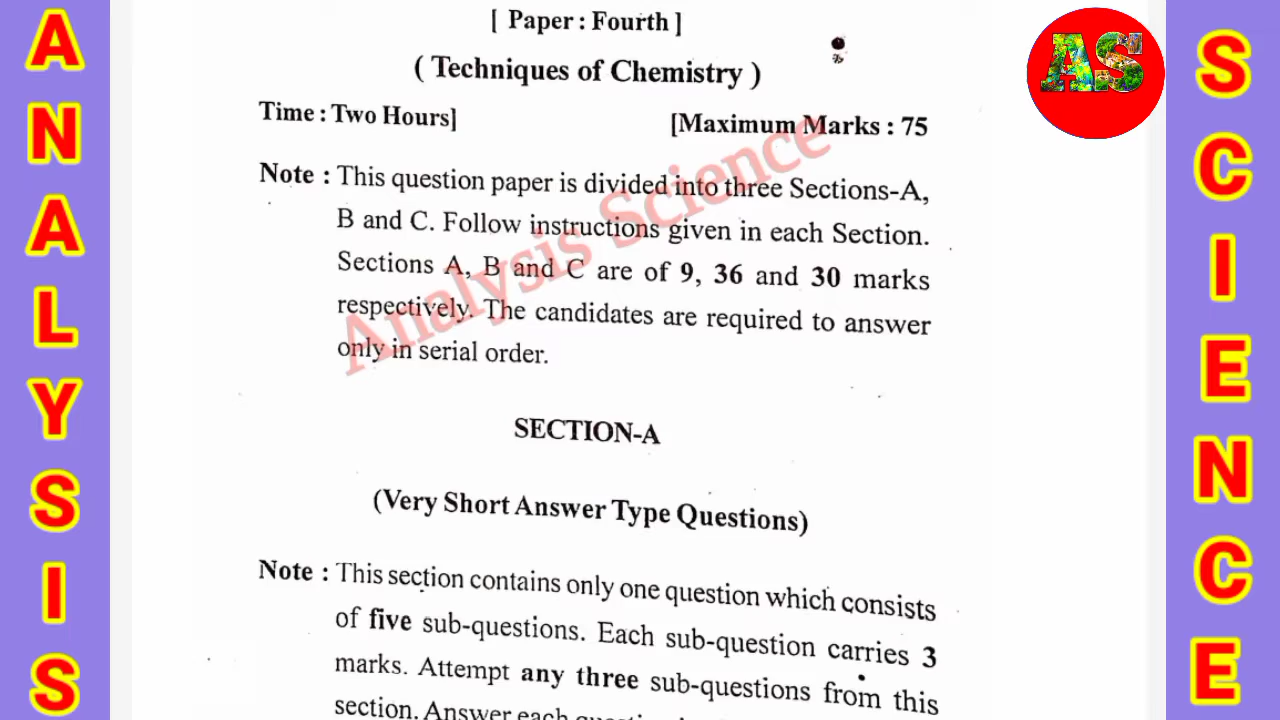 [ Paper : Fourth ]
( Techniques of Chemistry )
Time : Two Hours]
[Maximum Marks : 75
Note : This question paper is divided into three Sections-A,
B and C. Follow instructions given in each Section.
Sections A, B and C are of 9, 36 and 30 marks
respectively. The candidates are required to answer
only in serial order.
SECTION-A
(Very Short Answer Type Questions)
Note : This section contains only one question which consists
of five sub-questions. Each sub-question carries 3
marks. Attempt any three sub-questions from this
section. Answer each
Analysis Science
ANALYSIS
SCIENCE
AS